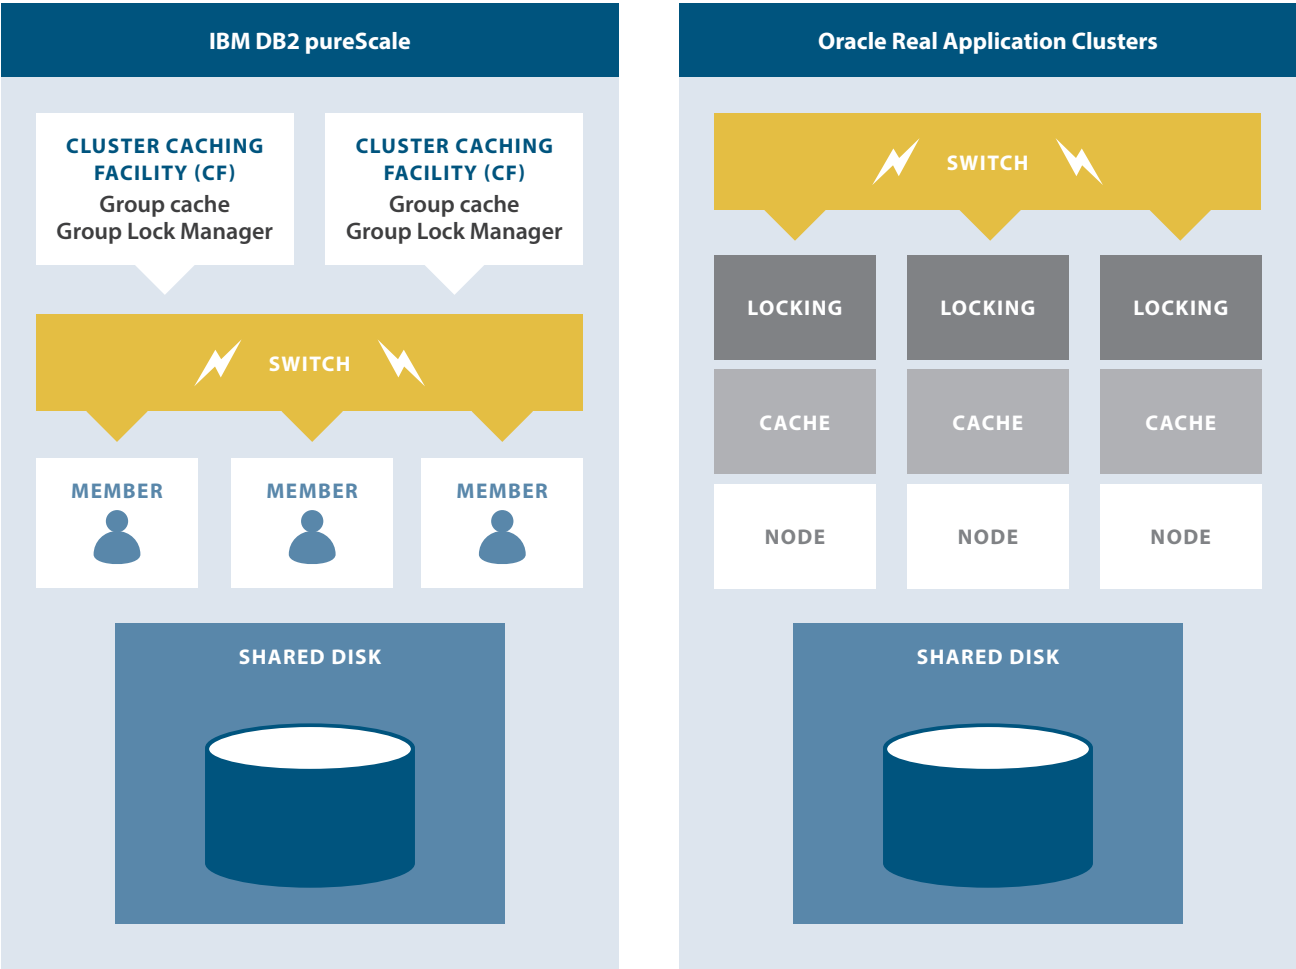 IBM DB2 pureScale
CLUSTER CACHING
FACILITY (CF)
Group cache
Group Lock Manager
CLUSTER CACHING
FACILITY (CF)
Group cache
Group Lock Manager
SWITCH
MEMBER
MEMBER
MEMBER
SHARED DISK
Oracle Real Application Clusters
SWITCH
LOCKING
LOCKING
LOCKING
CACHE
CACHE
CACHE
NODE
NODE
NODE
SHARED DISK